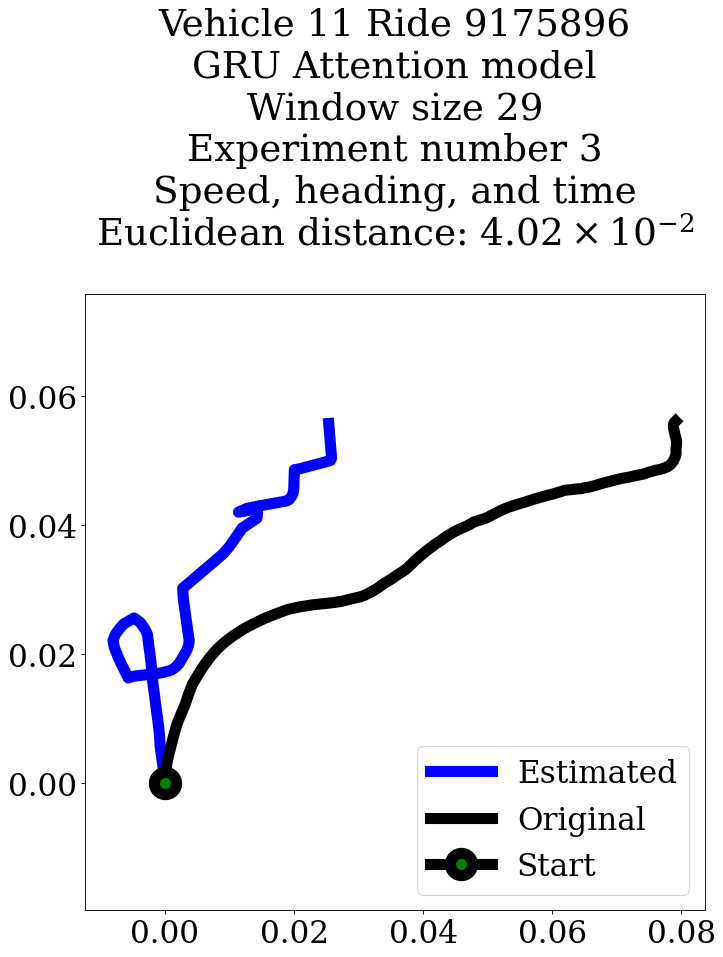 Vehicle 11 Ride 9175896
GRU Attention model
Window size 29
Experiment number 3
Speed, heading, and time
Euclidean distance: 4.02 × 10⁻²
0.06
0.04
0.02
0.00
Estimated
Original
Start
0.00 0.02 0.04 0.06 0.08